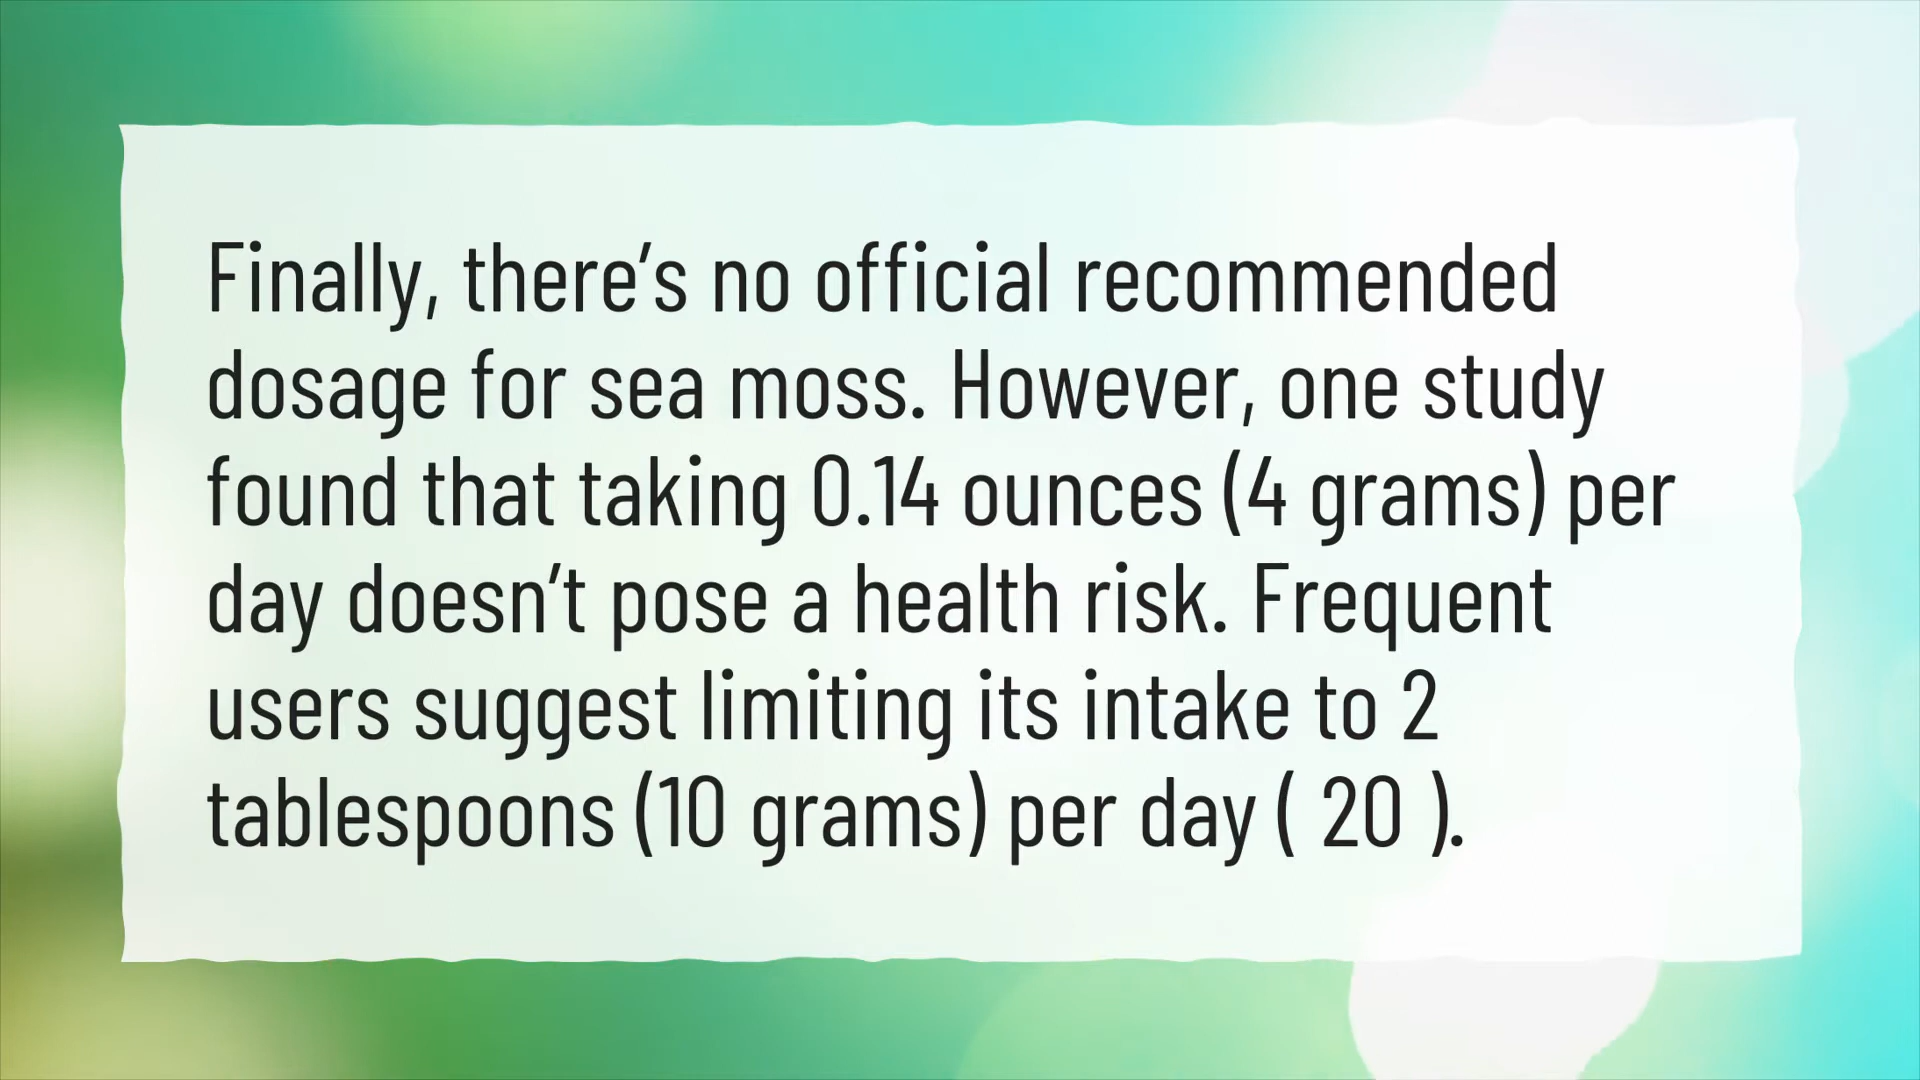 Finally, there’s no official recommended
dosage for sea moss. However, one study
found that taking 0.14 ounces (4 grams) per
day doesn’t pose a health risk. Frequent
users suggest limiting its intake to 2
tablespoons (10 grams) per day ( 20 ).